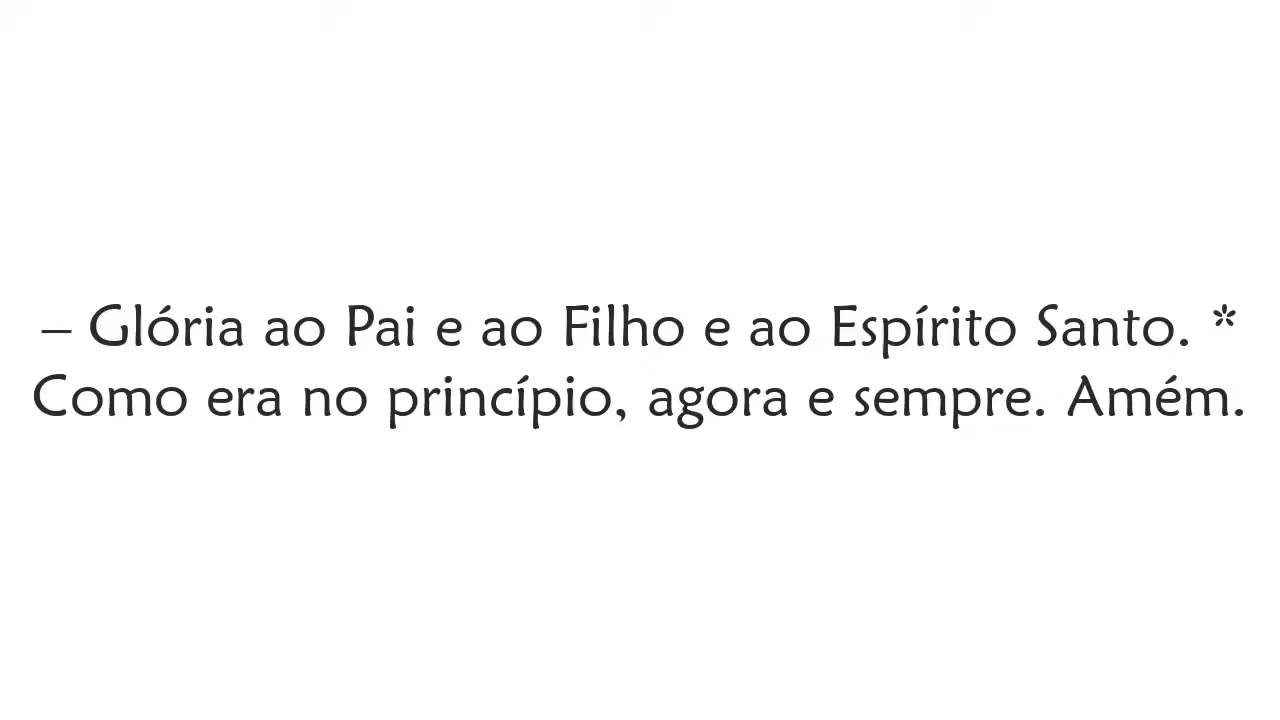 – Glória ao Pai e ao Filho e ao Espírito Santo. *
Como era no princípio, agora e sempre. Amém.